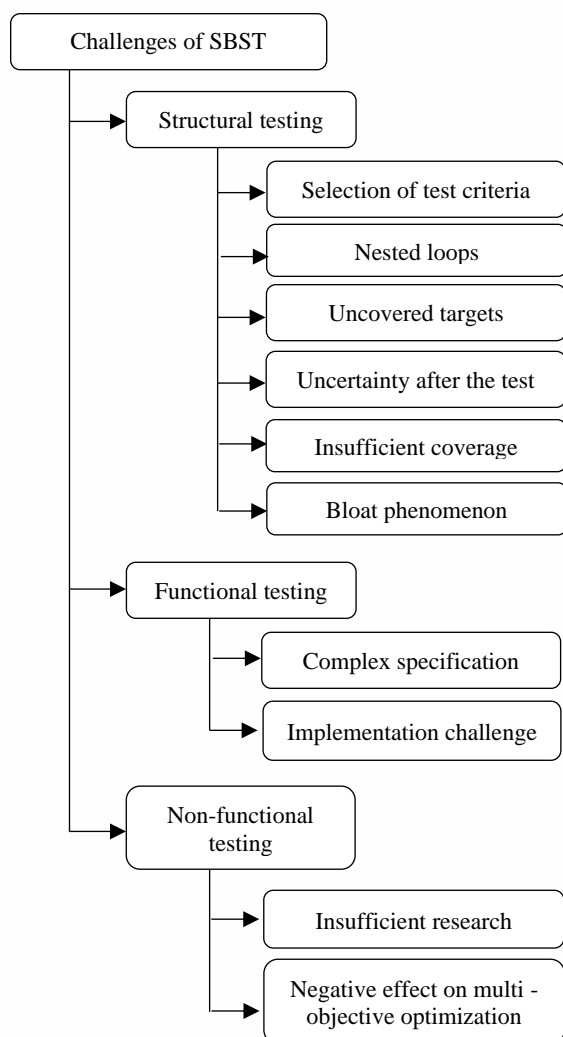 Challenges of SBST
Structural testing
Selection of test criteria
Nested loops
Uncovered targets
Uncertainty after the test
Insufficient coverage
Bloat phenomenon
Functional testing
Complex specification
Implementation challenge
Non-functional
testing
Insufficient research
Negative effect on multi -
objective optimization